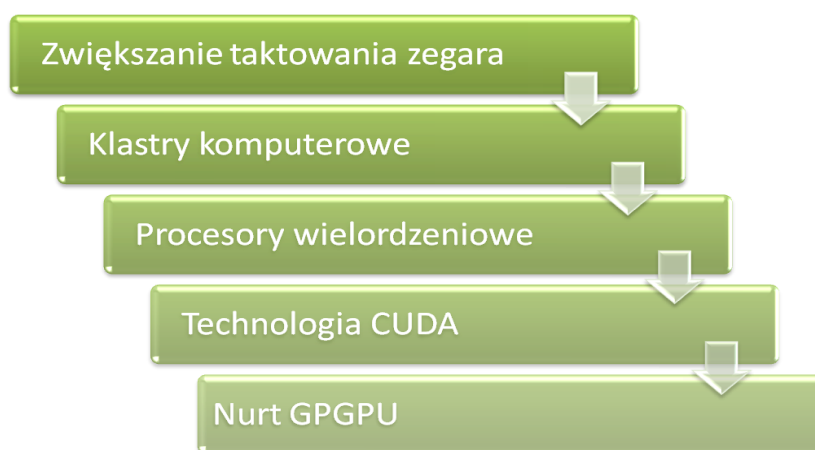 Zwiększanie taktowania zegara
Klastry komputerowe
Procesory wielordzeniowe
Technologia CUDA
Nurt GPGPU